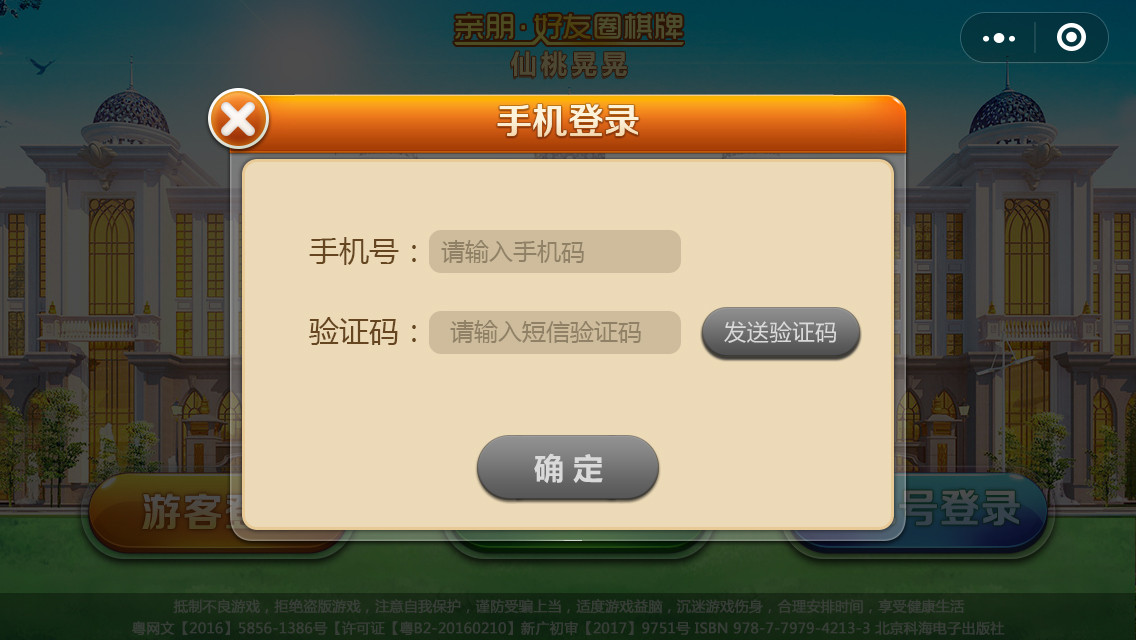 亲朋·好友圈棋牌
仙桃晃晃
手机登录
手机号：请输入手机码
验证码：请输入短信验证码 发送验证码
确定
游客 号登录
抵制不良游戏，拒绝盗版游戏，注意自我保护，谨防受骗上当，适度游戏益脑，沉迷游戏伤身，合理安排时间，享受健康生活
粤网文【2016】5856-1386号【许可证【粤B2-20160210】新广初审【2017】9751号 ISBN 978-7-7979-4213-3 北京科海电子出版社